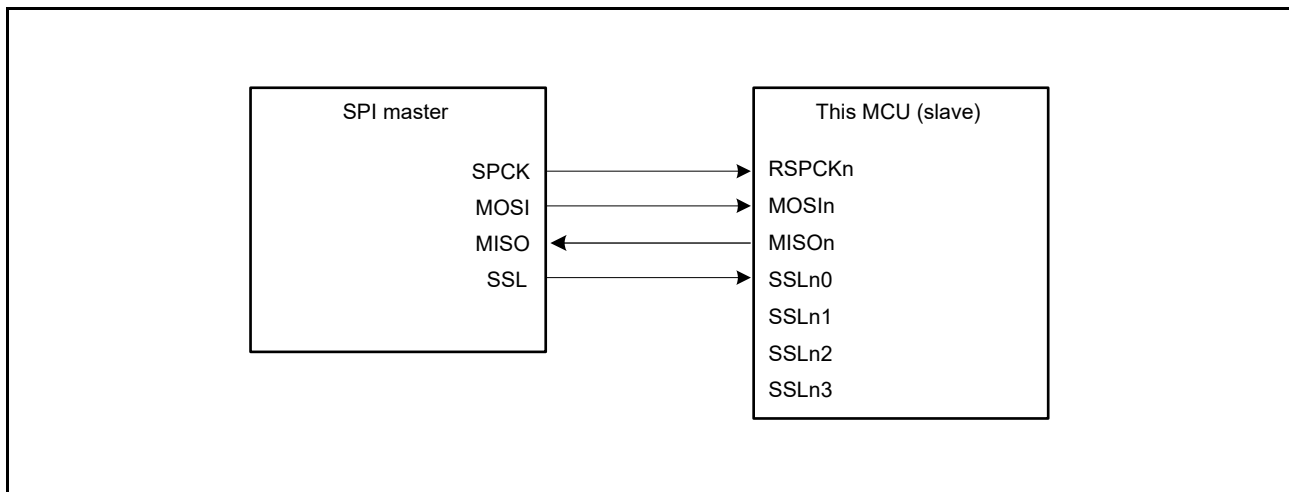 SPI master
SPCK
MOSI
MISO
SSL
This MCU (slave)
RSPCKn
MOSIn
MISOn
SSLn0
SSLn1
SSLn2
SSLn3